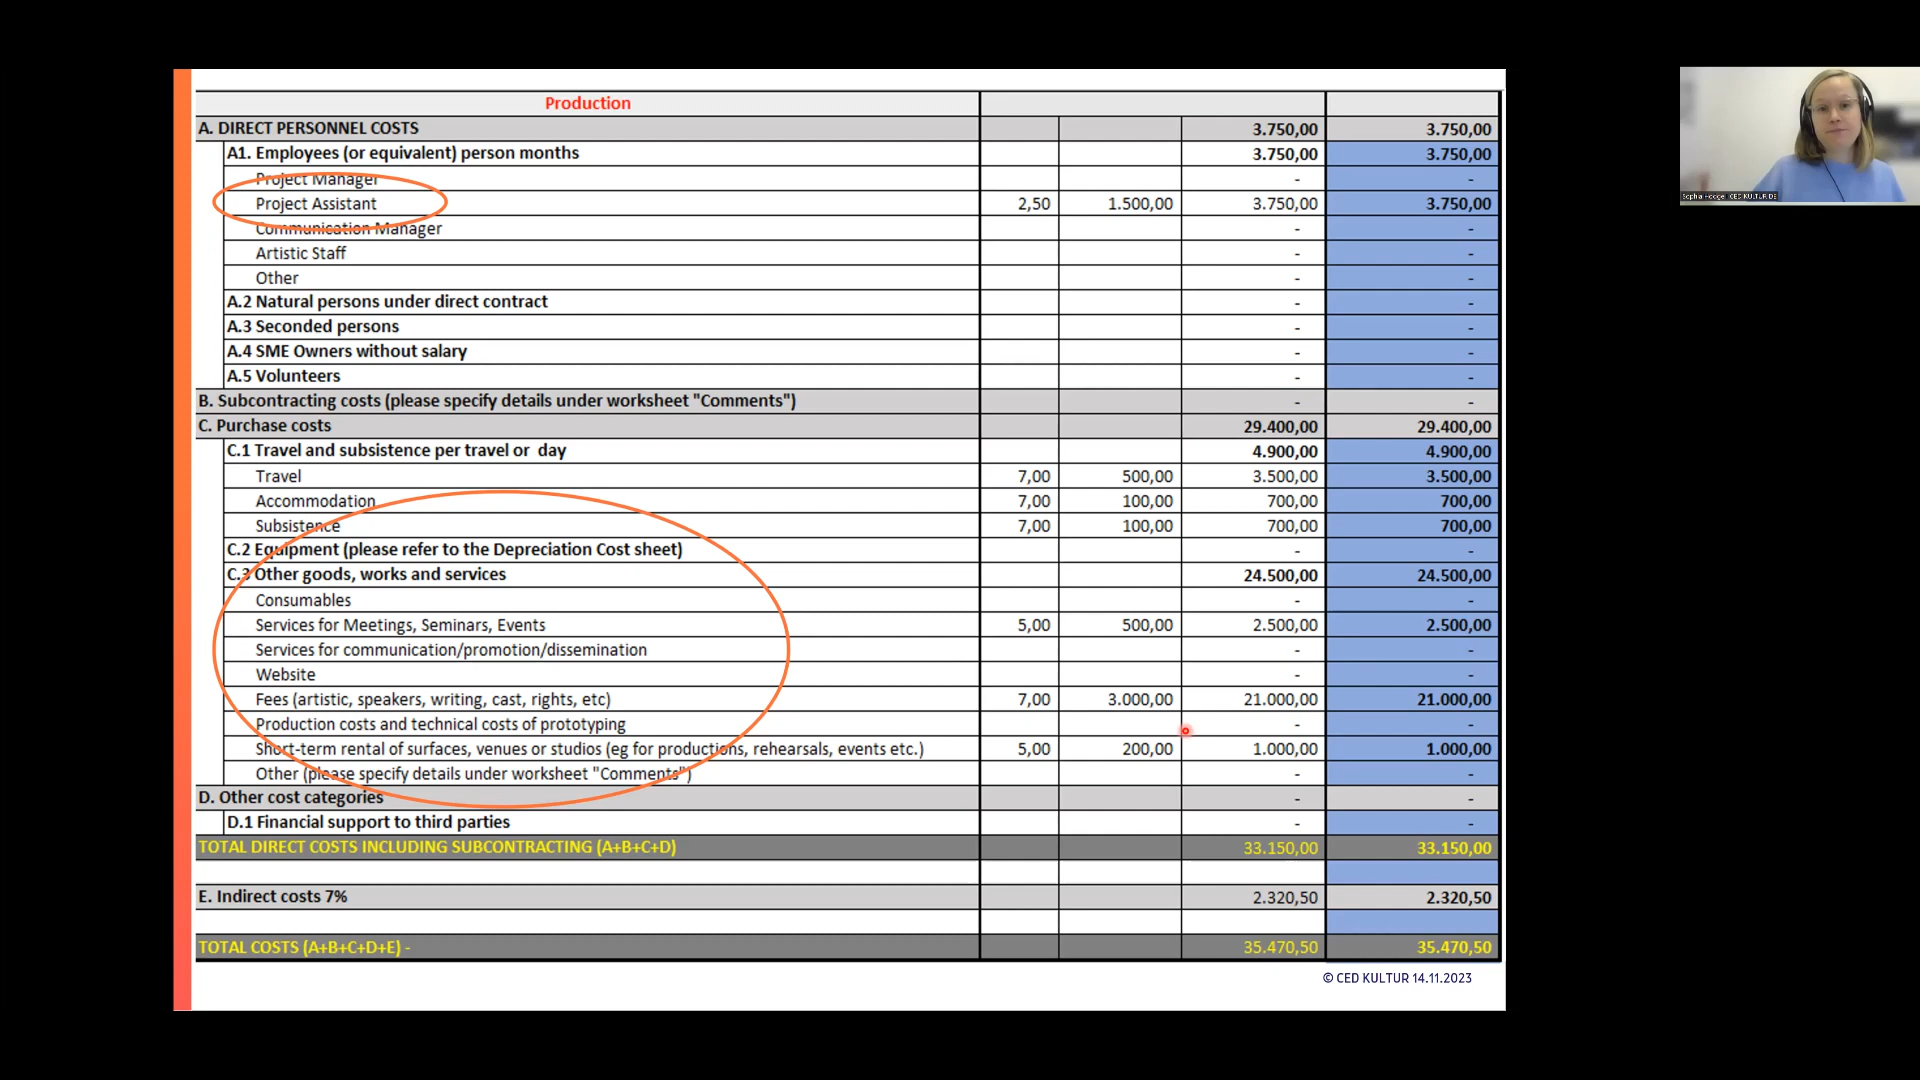 Production
A. DIRECT PERSONNEL COSTS 3.750,00 3.750,00
A1. Employees (or equivalent) person months 3.750,00 3.750,00
Project Manager - -
Project Assistant 2,50 1.500,00 3.750,00 3.750,00
Communication Manager - -
Artistic Staff - -
Other - -
A.2 Natural persons under direct contract - -
A.3 Seconded persons - -
A.4 SME Owners without salary - -
A.5 Volunteers - -
B. Subcontracting costs (please specify details under worksheet "Comments") - -
C. Purchase costs 29.400,00 29.400,00
C.1 Travel and subsistence per travel or day 4.900,00 4.900,00
Travel 7,00 500,00 3.500,00 3.500,00
Accommodation 7,00 100,00 700,00 700,00
Subsistence 7,00 100,00 700,00 700,00
C.2 Equipment (please refer to the Depreciation Cost sheet) - -
C.3 Other goods, works and services 24.500,00 24.500,00
Consumables - -
Services for Meetings, Seminars, Events 5,00 500,00 2.500,00 2.500,00
Services for communication/promotion/dissemination - -
Website - -
Fees (artistic, speakers, writing, cast, rights, etc) 7,00 3.000,00 21.000,00 21.000,00
Production costs and technical costs of prototyping - -
Short-term rental of surfaces, venues or studios (eg for productions, rehearsals, events etc.) 5,00 200,00 1.000,00 1.000,00
Other (please specify details under worksheet "Comments") - -
D. Other cost categories - -
D.1 Financial support to third parties - -
TOTAL DIRECT COSTS INCLUDING SUBCONTRACTING (A+B+C+D) 33.150,00 33.150,00
E. Indirect costs 7% 2.320,50 2.320,50
TOTAL COSTS (A+B+C+D+E) - 35.470,50 35.470,50
© CED KULTUR 14.11.2023
CED KULTUR DE